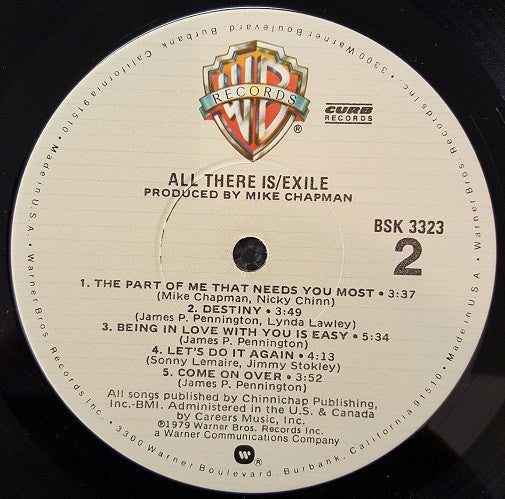 • 3300 Warner Boulevard, Burbank, California 91510 • Made in U.S.A. • Warner Bros Records Inc. • 3300 Warner Boulevard, Burbank, California 91510 • Made in U.S.A. • Warner Bros Records Inc.
WB
RECORDS
®
CURB
RECORDS
ALL THERE IS/EXILE
PRODUCED BY MIKE CHAPMAN
BSK 3323
2
1. THE PART OF ME THAT NEEDS YOU MOST • 3:37
(Mike Chapman, Nicky Chinn)
2. DESTINY • 3:49
(James P. Pennington, Lynda Lawley)
3. BEING IN LOVE WITH YOU IS EASY • 5:34
(James P. Pennington)
4. LET'S DO IT AGAIN • 4:13
(Sonny Lemaire, Jimmy Stokley)
5. COME ON OVER • 3:52
(James P. Pennington)
All songs published by Chinnichap Publishing,
Inc.-BMI. Administered in the U.S. & Canada
by Careers Music, Inc.
℗1979 Warner Bros. Records Inc.
a Warner Communications Company
W ®